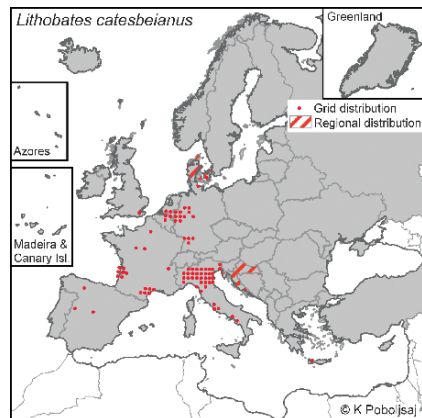 Lithobates catesbeianus
Greenland
Grid distribution
Regional distribution
Azores
Madeira &
Canary Isl.
© K Poboljsaj